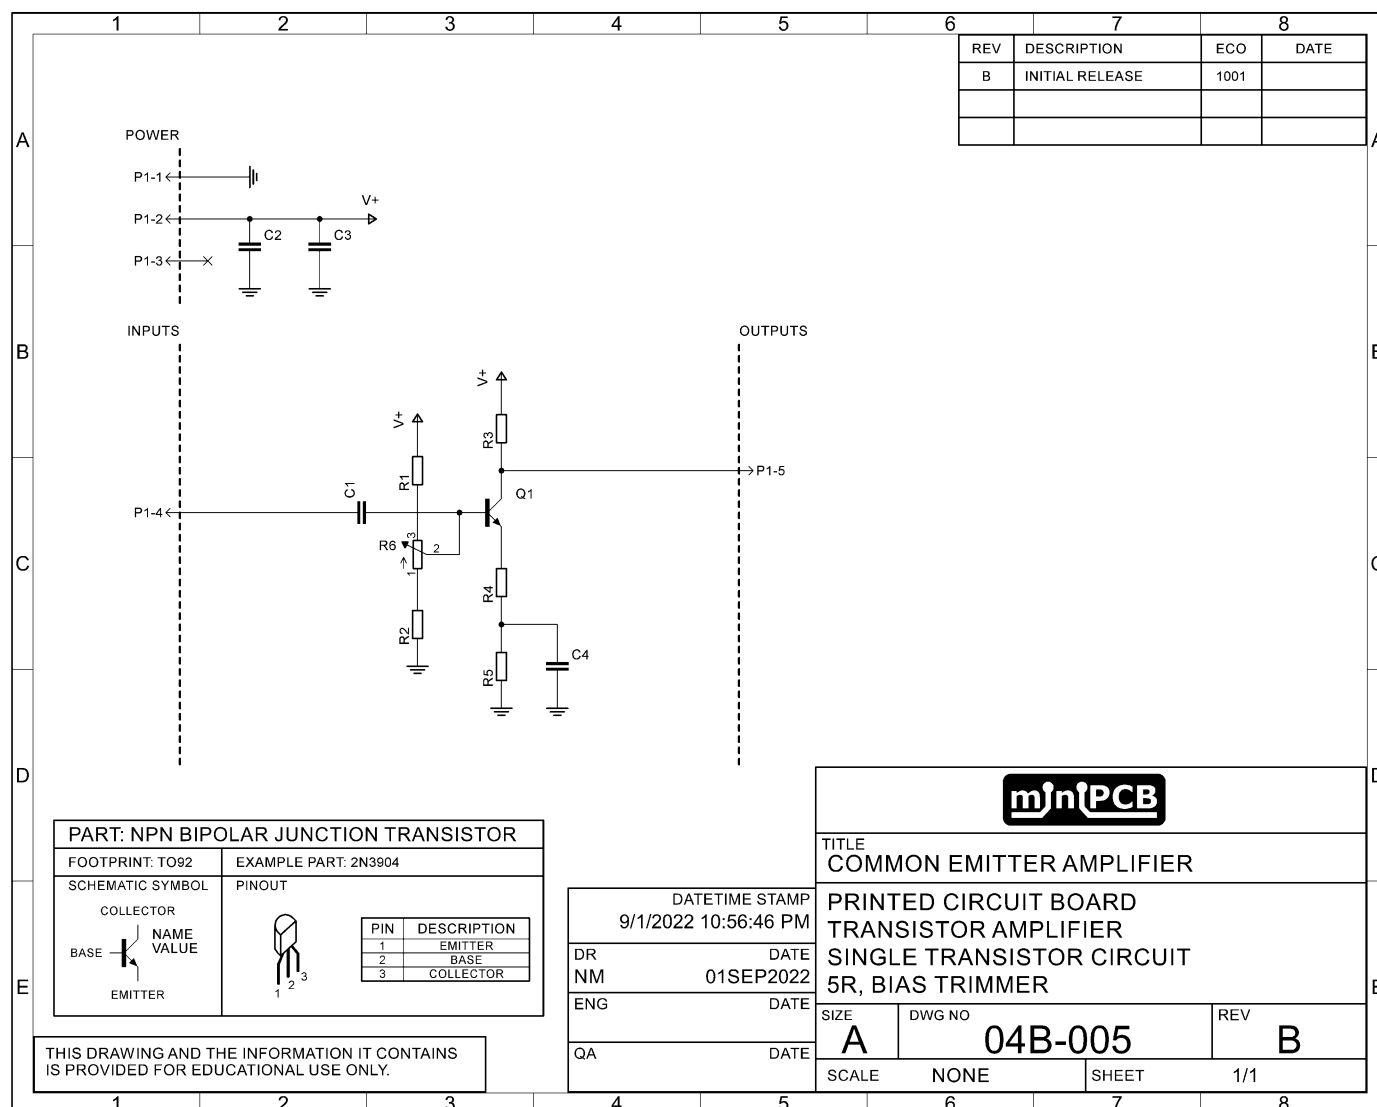 1 2 3 4 5 6 7 8
REV DESCRIPTION ECO DATE
B INITIAL RELEASE 1001
A
POWER
P1-1
V+
P1-2
C2 C3
P1-3
INPUTS
OUTPUTS
B
V+
V+
R3
P1-5
R1
C1
Q1
P1-4
3
R6 2
1
C
R4
R2
C4
R5
D
miniPCB
TITLE
COMMON EMITTER AMPLIFIER
PRINTED CIRCUIT BOARD
TRANSISTOR AMPLIFIER
SINGLE TRANSISTOR CIRCUIT
5R, BIAS TRIMMER
SIZE
A
DWG NO
04B-005
REV
B
SCALE NONE
SHEET 1/1
PART: NPN BIPOLAR JUNCTION TRANSISTOR
FOOTPRINT: TO92 EXAMPLE PART: 2N3904
SCHEMATIC SYMBOL
COLLECTOR
NAME
VALUE
BASE
EMITTER
PINOUT
1 2 3
PIN DESCRIPTION
1 EMITTER
2 BASE
3 COLLECTOR
DATETIME STAMP
9/1/2022 10:56:46 PM
DR DATE
NM 01SEP2022
ENG DATE
QA DATE
E
THIS DRAWING AND THE INFORMATION IT CONTAINS
IS PROVIDED FOR EDUCATIONAL USE ONLY.
1 2 3 4 5 6 7 8